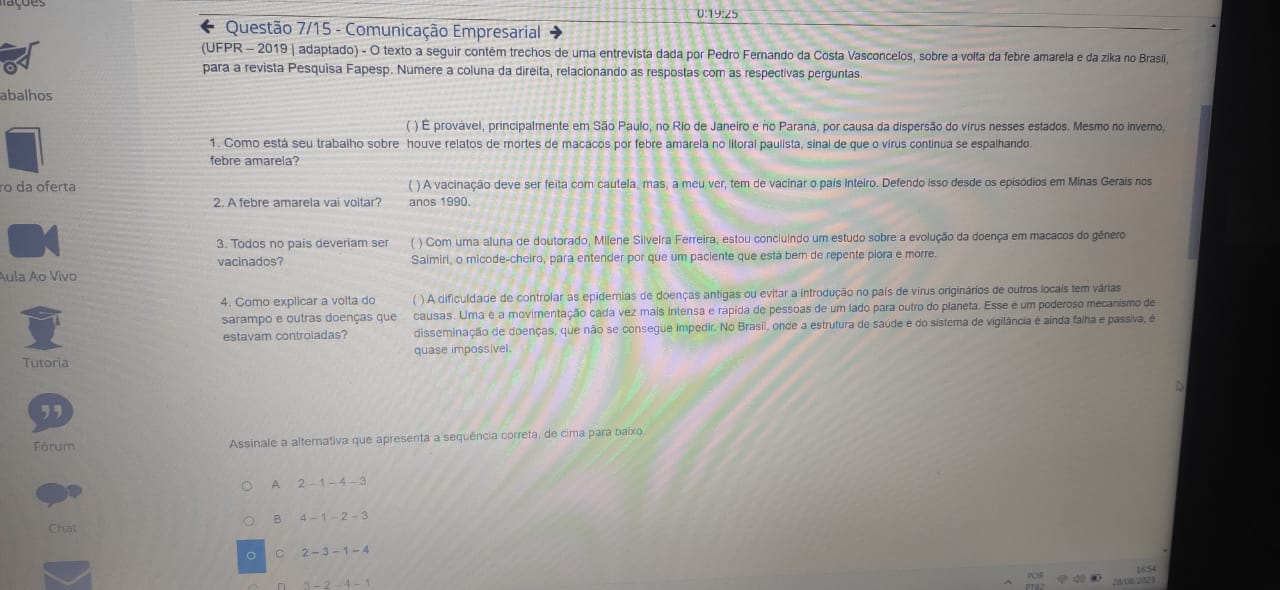 0:19:25
← Questão 7/15 - Comunicação Empresarial →
(UFPR – 2019 | adaptado) - O texto a seguir contém trechos de uma entrevista dada por Pedro Fernando da Costa Vasconcelos, sobre a volta da febre amarela e da zika no Brasil,
para a revista Pesquisa Fapesp. Numere a coluna da direita, relacionando as respostas com as respectivas perguntas.
1. Como está seu trabalho sobre
febre amarela?
( ) É provável, principalmente em São Paulo, no Rio de Janeiro e no Paraná, por causa da dispersão do vírus nesses estados. Mesmo no inverno,
houve relatos de mortes de macacos por febre amarela no litoral paulista, sinal de que o vírus continua se espalhando.
2. A febre amarela vai voltar?
( ) A vacinação deve ser feita com cautela, mas, a meu ver, tem de vacinar o país inteiro. Defendo isso desde os episódios em Minas Gerais nos
anos 1990.
3. Todos no país deveriam ser
vacinados?
( ) Com uma aluna de doutorado, Milene Silveira Ferreira, estou concluindo um estudo sobre a evolução da doença em macacos do gênero
Saimiri, o micode-cheiro, para entender por que um paciente que está bem de repente piora e morre.
4. Como explicar a volta do
sarampo e outras doenças que
estavam controladas?
( ) A dificuldade de controlar as epidemias de doenças antigas ou evitar a introdução no país de vírus originários de outros locais tem várias
causas. Uma é a movimentação cada vez mais intensa e rápida de pessoas de um lado para outro do planeta. Esse é um poderoso mecanismo de
disseminação de doenças, que não se consegue impedir. No Brasil, onde a estrutura de saúde e do sistema de vigilância é ainda falha e passiva, é
quase impossível.
Assinale a alternativa que apresenta a sequência correta, de cima para baixo.
A 2 – 1 – 4 – 3
B 4 – 1 – 2 – 3
C 2 – 3 – 1 – 4
D 3 – 2 – 4 – 1
abalhos
ro da oferta
Aula Ao Vivo
Tutoria
Fórum
Chat
POR
PTB2
16:54
28/08/2023